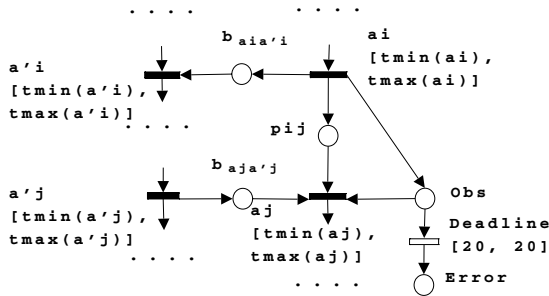 . . . .
. . . .
b aia'i
ai
[tmin(ai),
tmax(ai)]
a'i
[tmin(a'i),
tmax(a'i)]
. . . .
pij
b aja'j
a'j
[tmin(a'j),
tmax(a'j)]
. . . .
aj
[tmin(aj),
tmax(aj)]
. . . .
Obs
Deadline
[20, 20]
Error